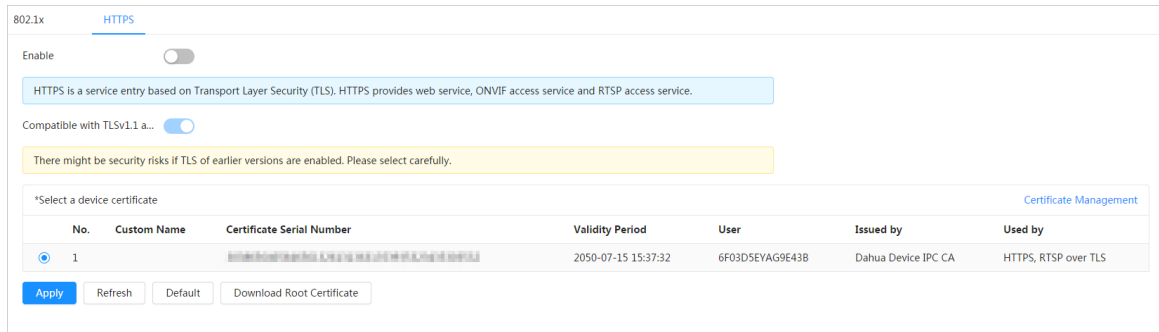 802.1x HTTPS
Enable
HTTPS is a service entry based on Transport Layer Security (TLS). HTTPS provides web service, ONVIF access service and RTSP access service.
Compatible with TLSv1.1 a...
There might be security risks if TLS of earlier versions are enabled. Please select carefully.
*Select a device certificate Certificate Management
No. Custom Name Certificate Serial Number Validity Period User Issued by Used by
1 2050-07-15 15:37:32 6F03D5EYAG9E43B Dahua Device IPC CA HTTPS, RTSP over TLS
Apply Refresh Default Download Root Certificate